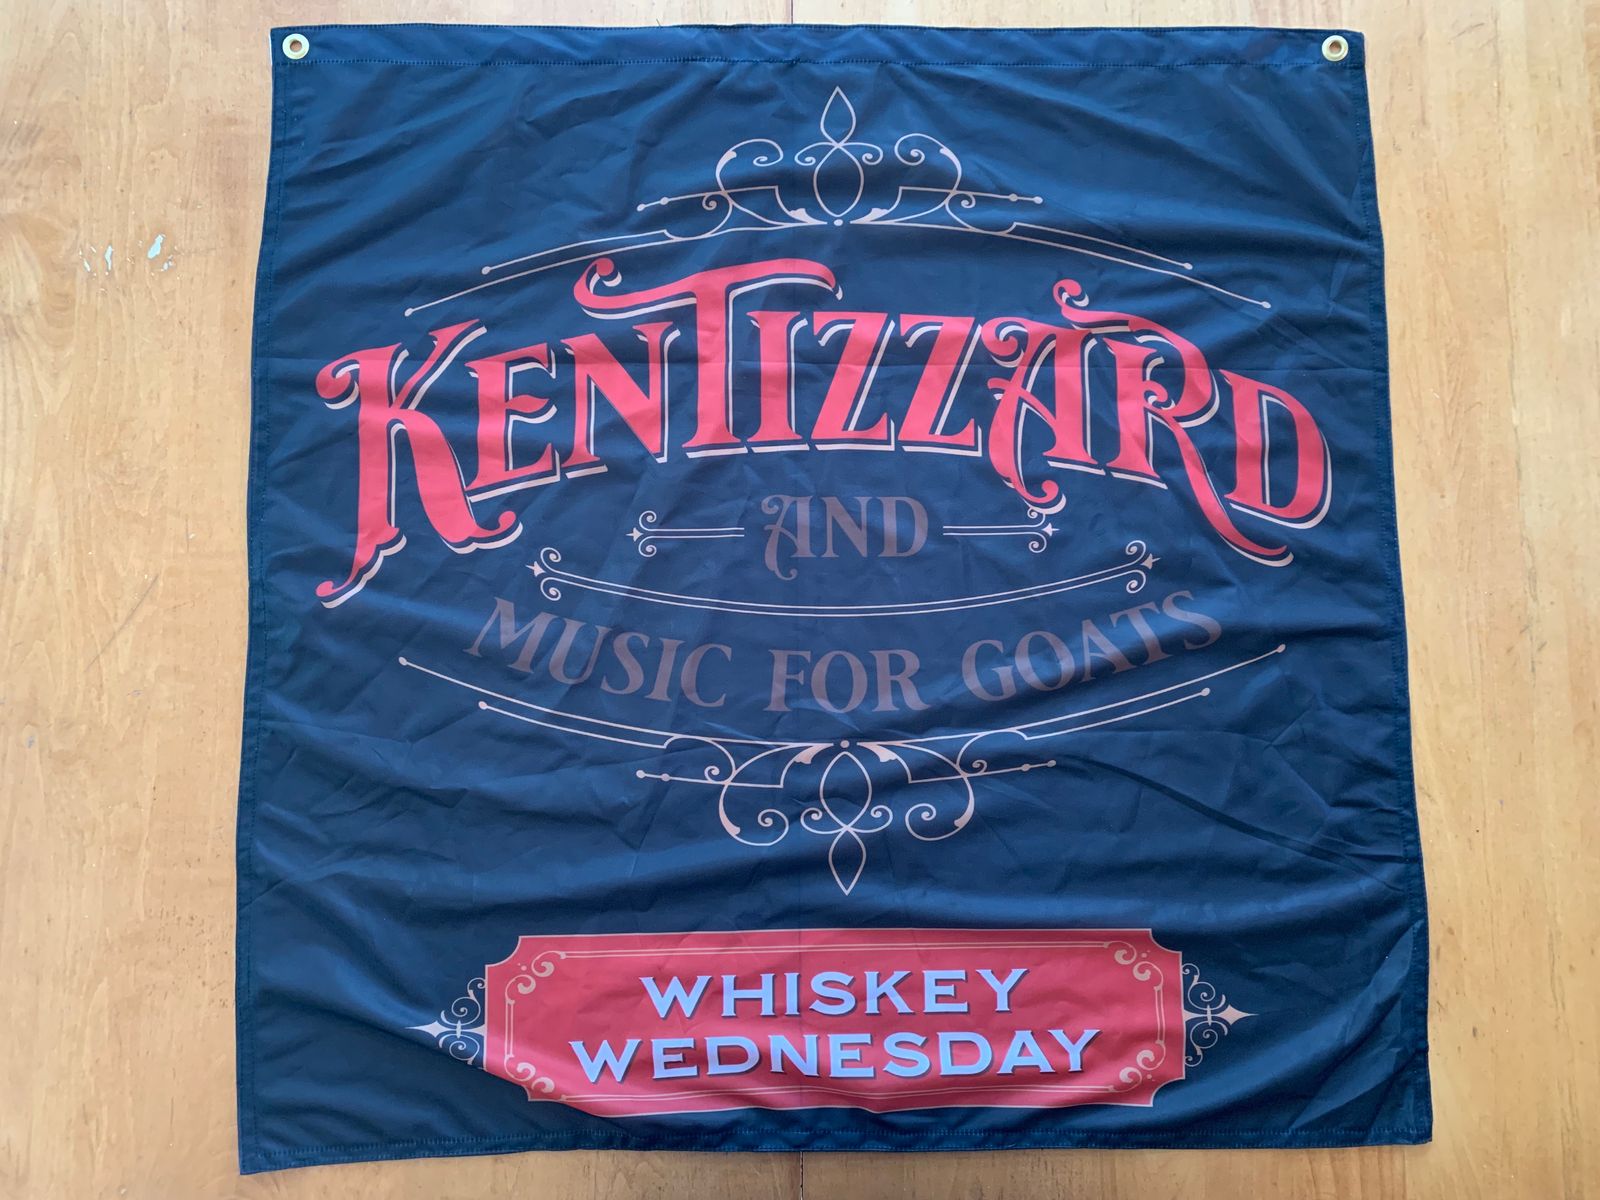 KENTIZZARD
AND
MUSIC FOR GOATS
WHISKEY
WEDNESDAY